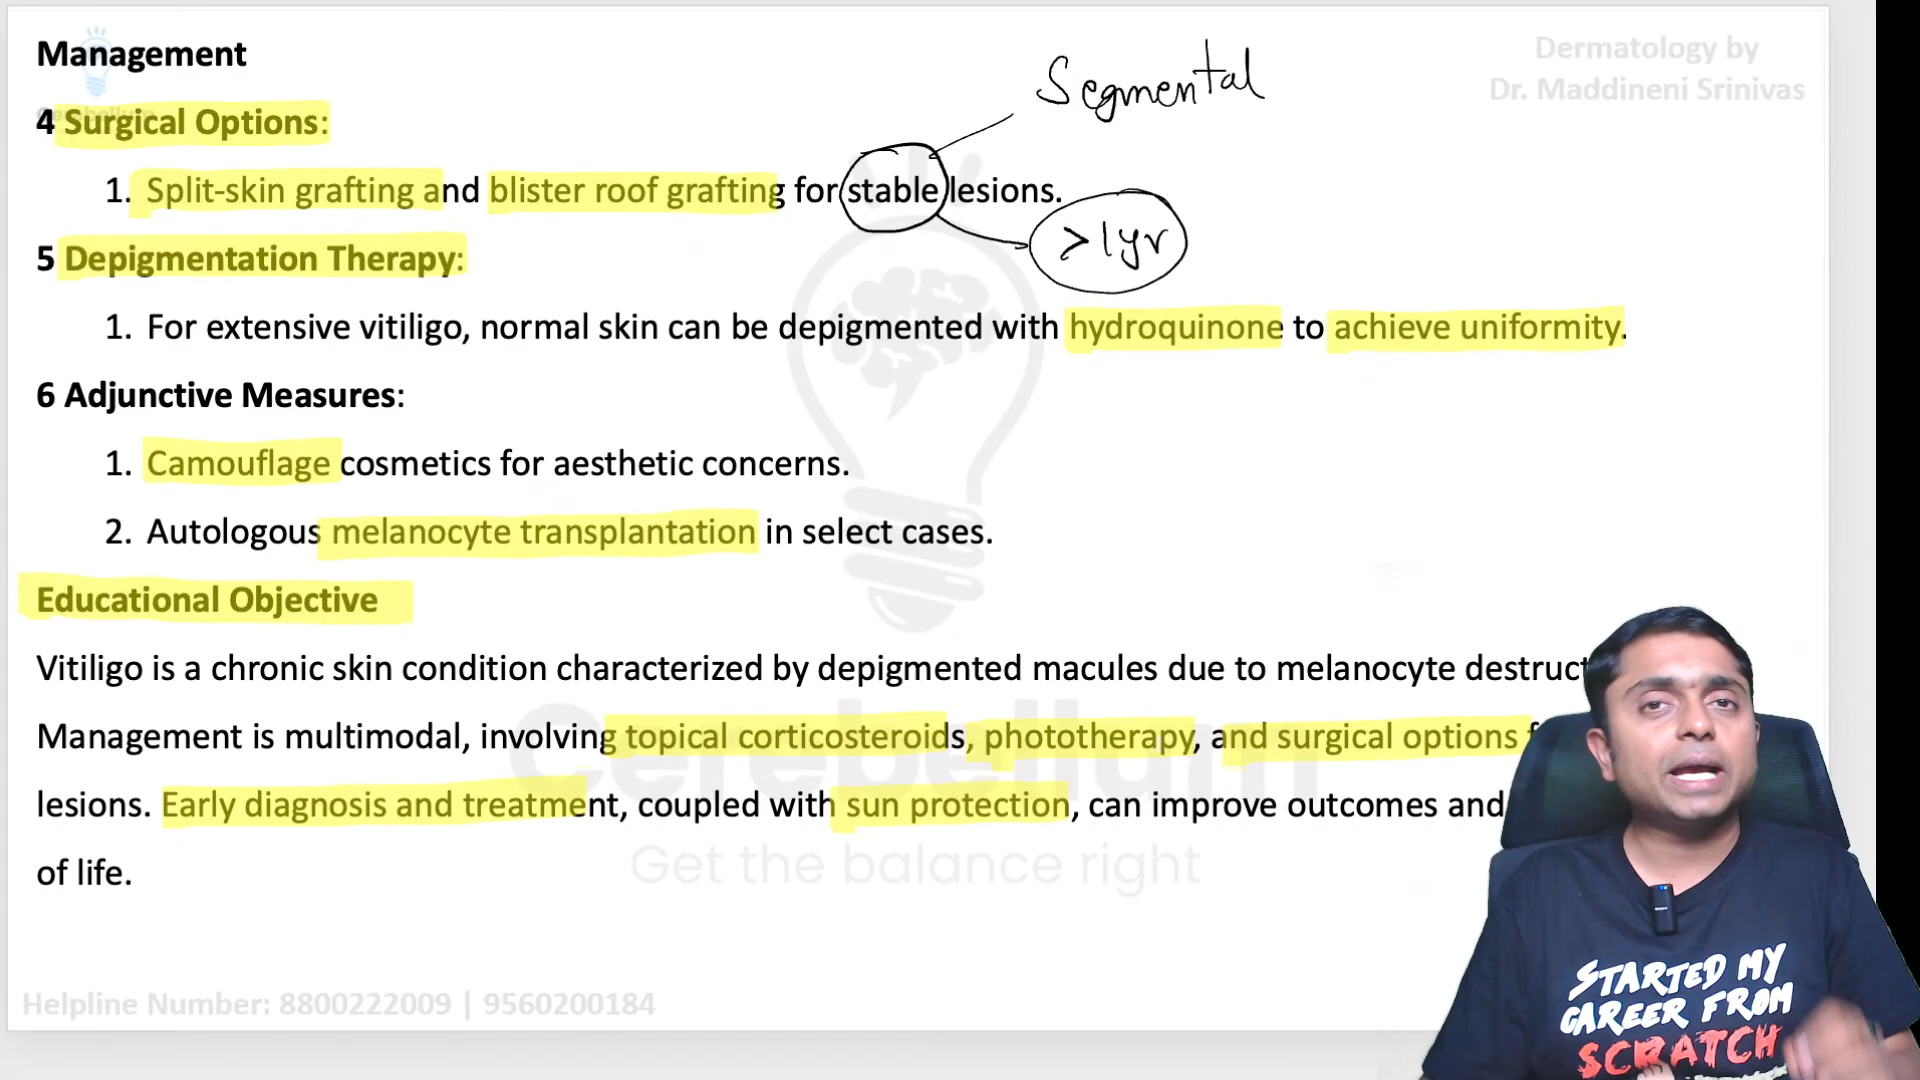 Management
Dermatology by
Dr. Maddineni Srinivas
Segmental
4 Surgical Options:
1. Split-skin grafting and blister roof grafting for stable lesions.
>1yr
5 Depigmentation Therapy:
1. For extensive vitiligo, normal skin can be depigmented with hydroquinone to achieve uniformity.
6 Adjunctive Measures:
1. Camouflage cosmetics for aesthetic concerns.
2. Autologous melanocyte transplantation in select cases.
Educational Objective
Vitiligo is a chronic skin condition characterized by depigmented macules due to melanocyte destruct
Management is multimodal, involving topical corticosteroids, phototherapy, and surgical options f
lesions. Early diagnosis and treatment, coupled with sun protection, can improve outcomes and
of life.
Cerebellum
Get the balance right
Helpline Number: 8800222009 | 9560200184
STARTED MY
CAREER FROM
SCRATCH